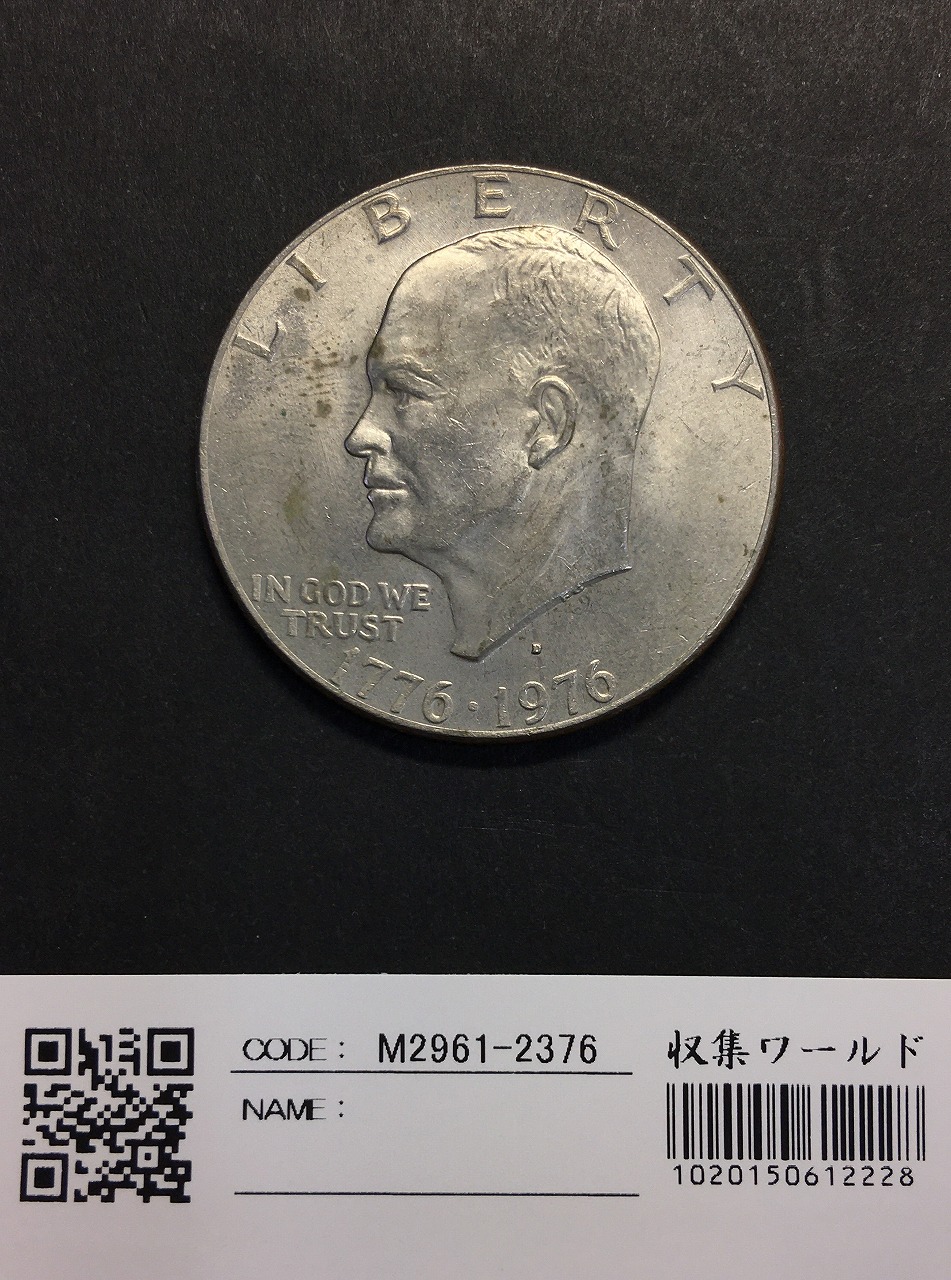 LIBERTY
IN GOD WE
TRUST
D
1776 · 1976
CODE : M2961-2376
NAME :
収集ワールド
1020150612228